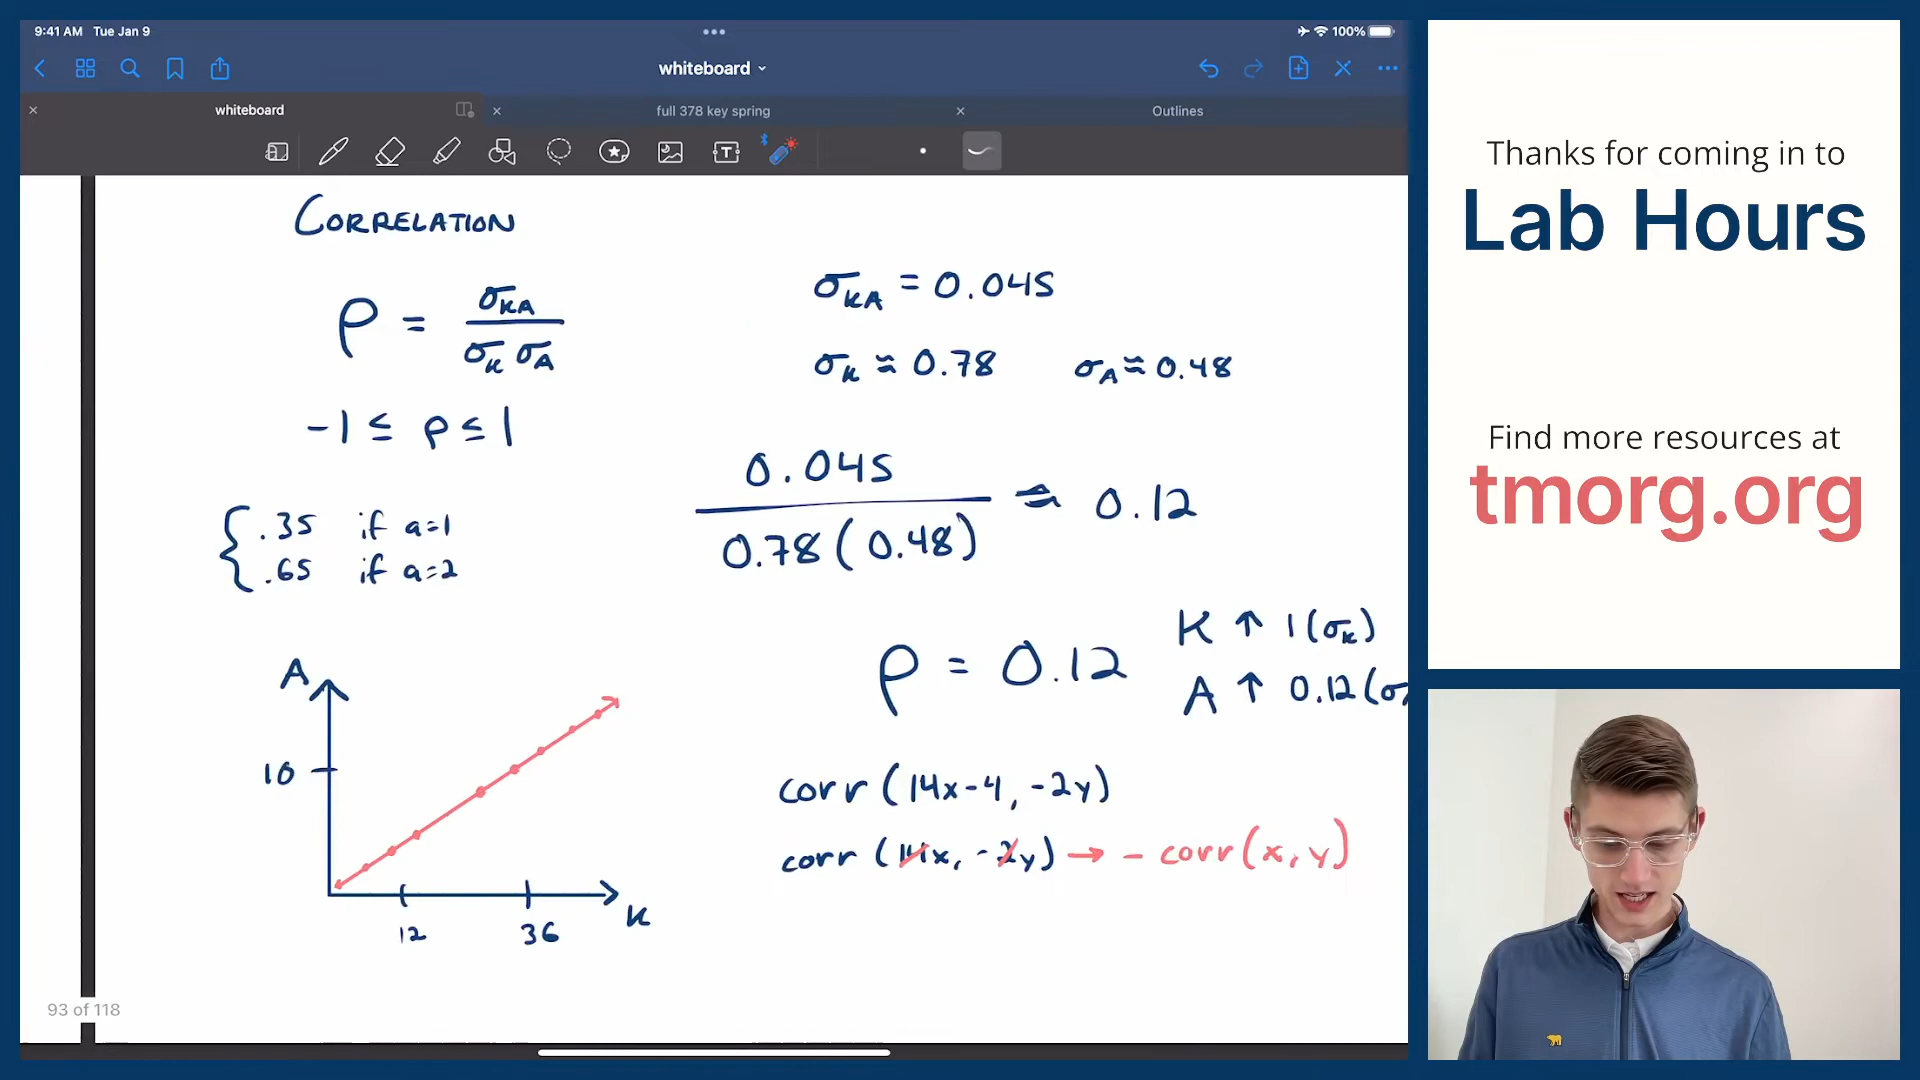 9:41 AM Tue Jan 9
100%
whiteboard
whiteboard
full 378 key spring
Outlines
CORRELATION
ρ = σKA / σK σA
-1 ≤ ρ ≤ 1
{ .35 if a=1
.65 if a=2
A
10
12
36
K
σKA = 0.045
σK ≈ 0.78 σA ≈ 0.48
0.045 / 0.78(0.48) ≈ 0.12
ρ = 0.12
K ↑ 1(σK)
A ↑ 0.12(σ
corr(14x-4, -2y)
corr(14x, -2y) → - corr(x, y)
93 of 118
Thanks for coming in to
Lab Hours
Find more resources at
tmorg.org